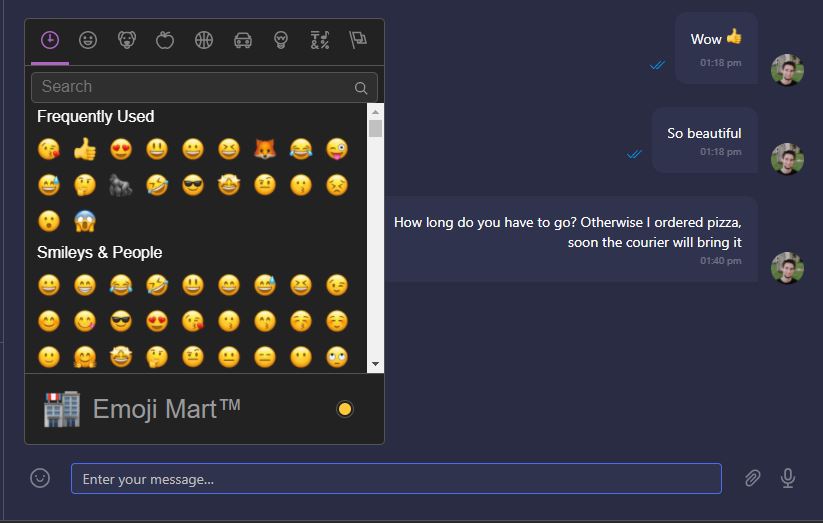 Search
Frequently Used
Smileys & People
Emoji Mart™
Wow 👍
01:18 pm
So beautiful
01:18 pm
How long do you have to go? Otherwise I ordered pizza,
soon the courier will bring it
01:40 pm
Enter your message...